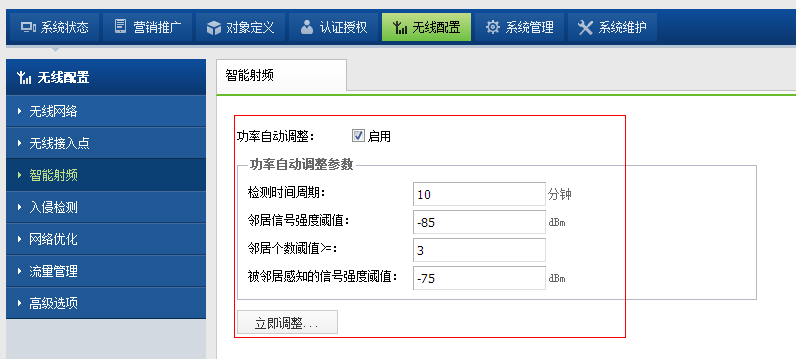 系统状态 营销推广 对象定义 认证授权 无线配置 系统管理 系统维护
无线配置
无线网络
无线接入点
智能射频
入侵检测
网络优化
流量管理
高级选项
智能射频
功率自动调整： 启用
功率自动调整参数
检测时间周期： 10 分钟
邻居信号强度阈值： -85 dBm
邻居个数阈值>=： 3
被邻居感知的信号强度阈值： -75 dBm
立即调整...